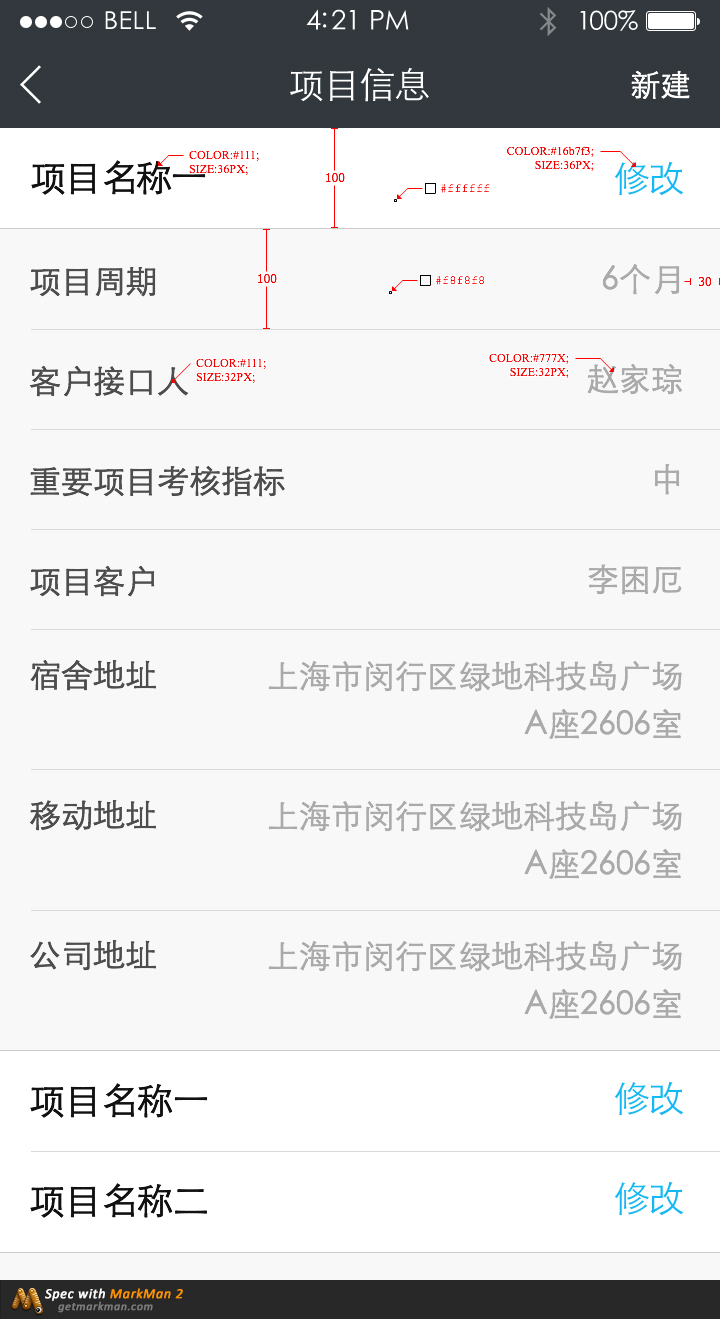 BELL 4:21 PM 100%
项目信息 新建
COLOR:#111;
SIZE:36PX;
COLOR:#16b7f3;
SIZE:36PX;
项目名称一 100 #ffffff 修改
项目周期 100 #f8f8f8 6个月 30
COLOR:#111;
SIZE:32PX;
COLOR:#777X;
SIZE:32PX;
客户接口人 赵家琮
重要项目考核指标 中
项目客户 李困厄
宿舍地址 上海市闵行区绿地科技岛广场
A座2606室
移动地址 上海市闵行区绿地科技岛广场
A座2606室
公司地址 上海市闵行区绿地科技岛广场
A座2606室
项目名称一 修改
项目名称二 修改
Spec with MarkMan 2
getmarkman.com